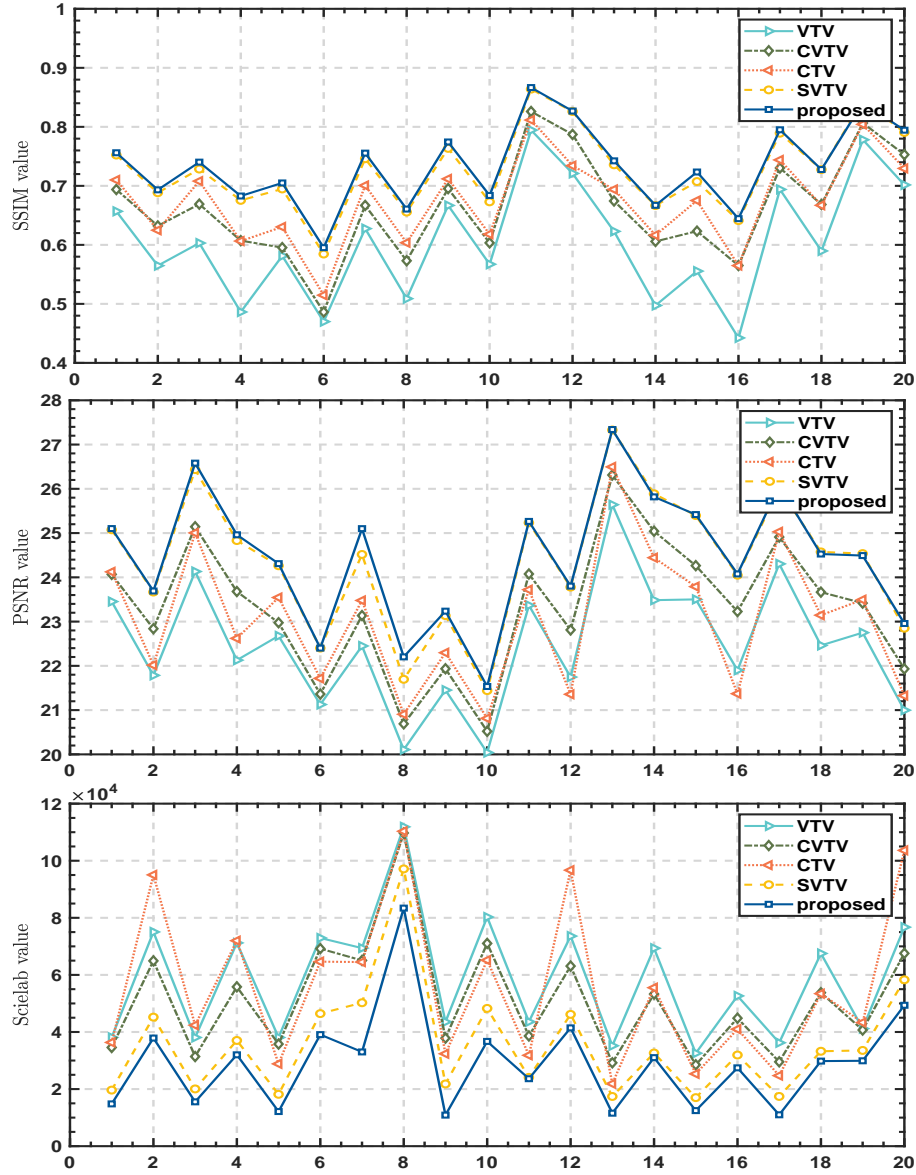 1
0.9
0.8
0.7
0.6
0.5
0.4
SSIM value
VTV
CVTV
CTV
SVTV
proposed
0 2 4 6 8 10 12 14 16 18 20
28
27
26
25
24
23
22
21
20
PSNR value
VTV
CVTV
CTV
SVTV
proposed
0 2 4 6 8 10 12 14 16 18 20
×10⁴
12
10
8
6
4
2
0
Scielab value
VTV
CVTV
CTV
SVTV
proposed
0 2 4 6 8 10 12 14 16 18 20